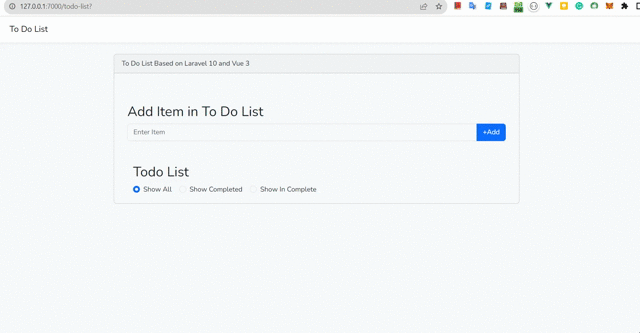 127.0.0.1:7000/todo-list?
To Do List
To Do List Based on Laravel 10 and Vue 3
Add Item in To Do List
Enter Item
+Add
Todo List
Show All Show Completed Show In Complete